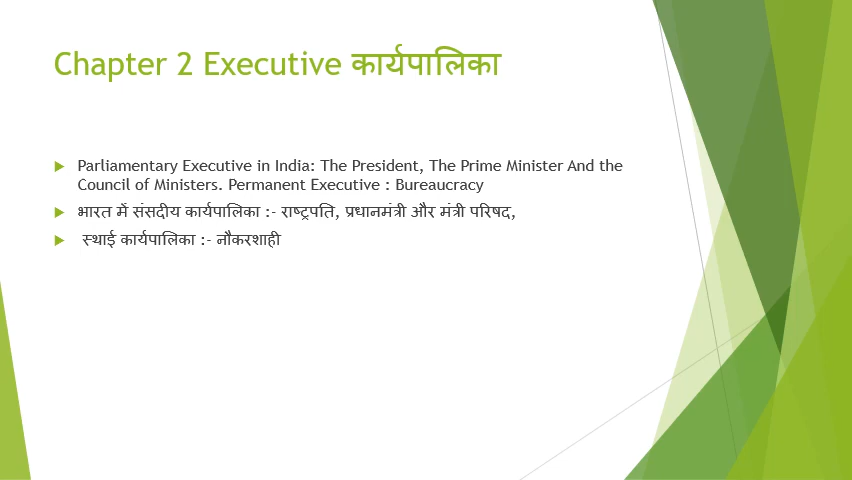 Chapter 2 Executive कार्यपालिका
Parliamentary Executive in India: The President, The Prime Minister And the
Council of Ministers. Permanent Executive : Bureaucracy
भारत में संसदीय कार्यपालिका :- राष्ट्रपति, प्रधानमंत्री और मंत्री परिषद,
स्थाई कार्यपालिका :- नौकरशाही